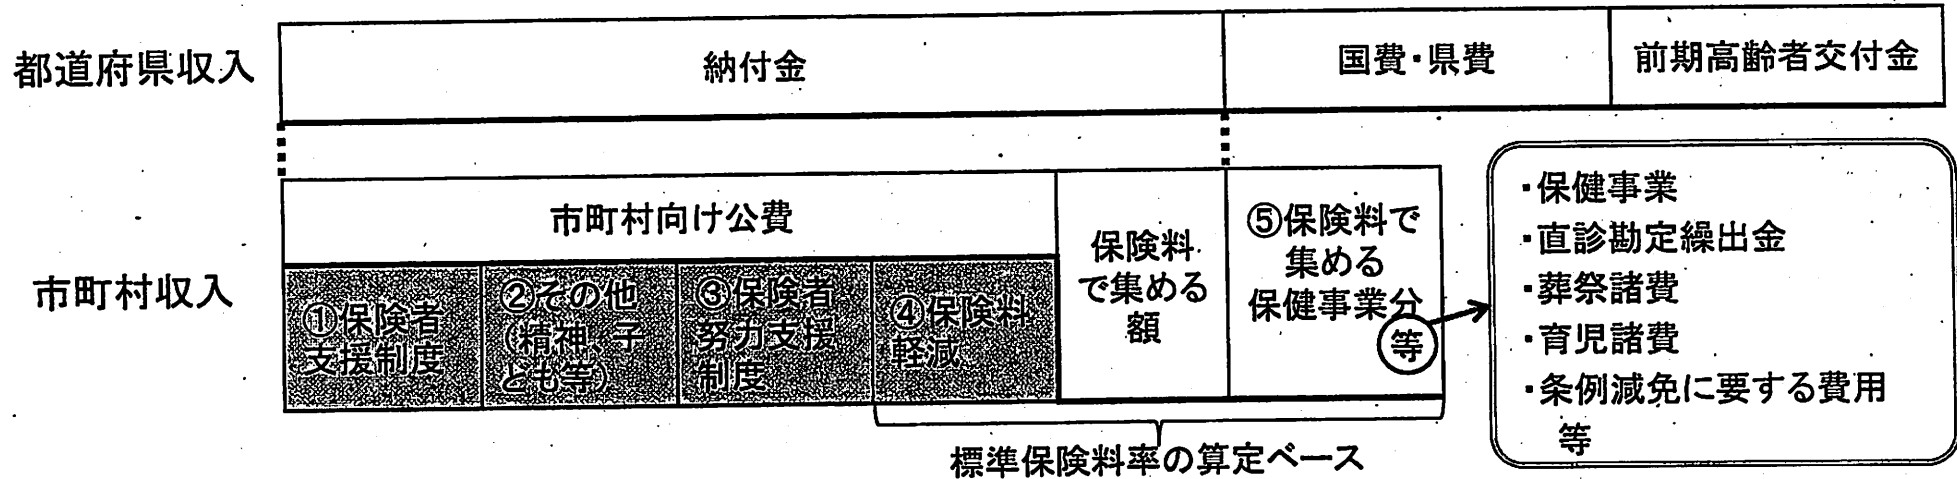 都道府県収入
納付金
国費・県費
前期高齢者交付金
市町村収入
市町村向け公費
①保険者
支援制度
②その他
（精神、子
ども等）
③保険者
努力支援
制度
④保険料
軽減
保険料
で集める
額
⑤保険料で
集める
保健事業分
等
・保健事業
・直診勘定繰出金
・葬祭諸費
・育児諸費
・条例減免に要する費用
等
標準保険料率の算定ベース